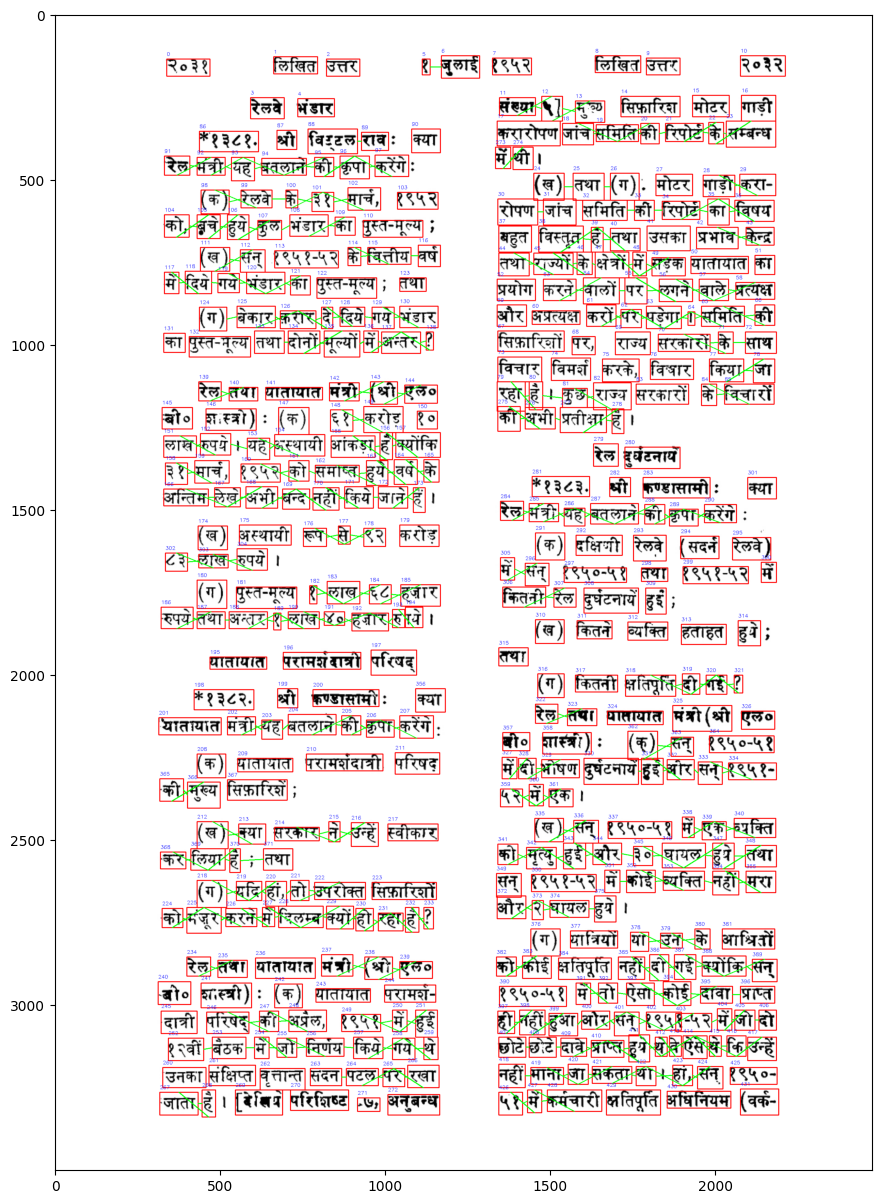 २०३१ लिखित उत्तर
१ जुलाई १९५२
लिखित उत्तर २०३२
रेलवे भंडार
*१३८१. श्री विट्टल राव : क्या
रेल मंत्री यह बतलाने की कृपा करेंगे :
(क) रेलवे के ३१ मार्च, १९५२
को, बचे हुये कुल भंडार का पुस्त-मूल्य ;
(ख) सन् १९५१-५२ के वित्तीय वर्ष
में दिये गये भंडार का पुस्त-मूल्य ; तथा
(ग) बेकार करार दे दिये गये भंडार
का पुस्त-मूल्य तथा दोनों मूल्यों में अन्तर ?
रेल तथा यातायात मंत्री (श्री एल०
बी० शास्त्री) : (क) ६१ करोड़ १०
लाख रुपये । यह अस्थायी आंकड़ा है क्योंकि
३१ मार्च, १९५२ को समाप्त हुये वर्ष के
अन्तिम लेखे अभी बन्द नहीं किये जाने हैं ।
(ख) अस्थायी रूप से ९२ करोड़
८३ लाख रुपये ।
(ग) पुस्त-मूल्य १ लाख ६८ हजार
रुपये तथा अन्तर १ लाख ४० हजार रुपये ।
यातायात परामर्शदात्री परिषद्
*१३८२. श्री कण्डासामी : क्या
यातायात मंत्री यह बतलाने की कृपा करेंगे :
(क) यातायात परामर्शदात्री परिषद्
की मुख्य सिफ़ारिशें ;
(ख) क्या सरकार ने उन्हें स्वीकार
कर लिया है ; तथा
(ग) यदि हां, तो उपरोक्त सिफ़ारिशों
को मंजूर करने में विलम्ब क्यों हो रहा है ?
रेल तथा यातायात मंत्री (श्री एल०
बी० शास्त्री) : (क) यातायात परामर्श-
दात्री परिषद् की अप्रैल, १९५१ में हुई
१२वीं बैठक में जो निर्णय किये गये थे
उनका संक्षिप्त वृत्तान्त सदन पटल पर रखा
जाता है । [देखिये परिशिष्ट ७, अनुबन्ध
संख्या ५] मुख्य सिफ़ारिश मोटर गाड़ी
करारोपण जांच समिति की रिपोर्ट के सम्बन्ध
में थी ।
(ख) तथा (ग). मोटर गाड़ी करा-
रोपण जांच समिति की रिपोर्ट का विषय
बहुत विस्तृत है तथा उसका प्रभाव केन्द्र
तथा राज्यों के क्षेत्रों में सड़क यातायात का
प्रयोग करने वालों पर लगने वाले प्रत्यक्ष
और अप्रत्यक्ष करों पर पड़ेगा । समिति की
सिफ़ारिशों पर, राज्य सरकारों के साथ
विचार विमर्श करके, विचार किया जा
रहा है । कुछ राज्य सरकारों के विचारों
की अभी प्रतीक्षा है ।
रेल दुर्घटनायें
*१३८३. श्री कण्डासामी : क्या
रेल मंत्री यह बतलाने की कृपा करेंगे :
(क) दक्षिणी रेलवे (सदर्न रेलवे)
में सन् १९५०-५१ तथा १९५१-५२ में
कितनी रेल दुर्घटनायें हुईं ;
(ख) कितने व्यक्ति हताहत हुये ;
तथा
(ग) कितनी क्षतिपूर्ति दी गई ?
रेल तथा यातायात मंत्री (श्री एल०
बी० शास्त्री) : (क) सन् १९५०-५१
में दो भीषण दुर्घटनायें हुईं और सन् १९५१-
५२ में एक ।
(ख) सन् १९५०-५१ में एक व्यक्ति
की मृत्यु हुई और ३० घायल हुये तथा
सन् १९५१-५२ में कोई व्यक्ति नहीं मरा
और २ घायल हुये ।
(ग) यात्रियों या उन के आश्रितों
को कोई क्षतिपूर्ति नहीं दी गई क्योंकि सन्
१९५०-५१ में तो ऐसा कोई दावा प्राप्त
ही नहीं हुआ और सन् १९५१-५२ में जो दो
छोटे छोटे दावे प्राप्त हुये थे वे ऐसे थे कि उन्हें
नहीं माना जा सकता था । हां, सन् १९५०-
५१ में कर्मचारी क्षतिपूर्ति अधिनियम (वर्क-